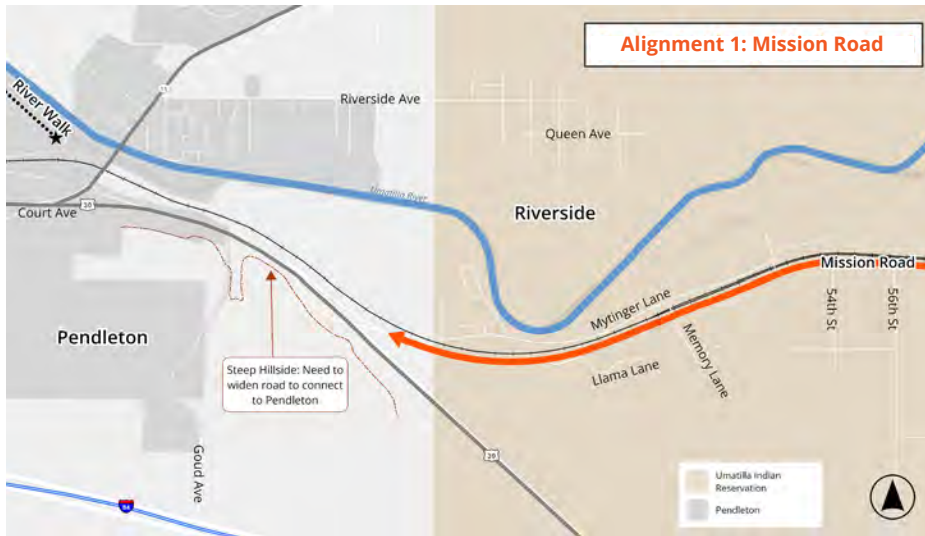 Alignment 1: Mission Road
River Walk
Riverside Ave
Queen Ave
Umatilla River
Court Ave
30
Riverside
Mission Road
54th St
56th St
Mytinger Lane
Memory Lane
Llama Lane
Pendleton
Steep Hillside: Need to
widen road to connect
to Pendleton
Goud Ave
84
Umatilla Indian
Reservation
Pendleton